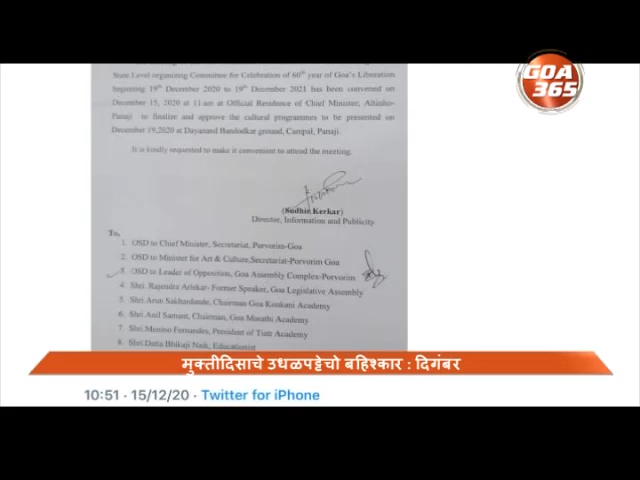 GOA
365
State Level organizing Committee for Celebration of 60th year of Goa's Liberation
beginning 19th December 2020 to 19th December 2021 has been convened on
December 15, 2020 at 11 am at Official Residence of Chief Minister, Altinho-
Panaji to finalize and approve the cultural programmes to be presented on
December 19,2020 at Dayanand Bandodkar ground, Campal, Panaji.
It is kindly requested to make it convenient to attend the meeting.
(Sudhir Kerkar)
Director, Information and Publicity
To,
1. OSD to Chief Minister, Secretariat, Porvorim-Goa
2. OSD to Minister for Art & Culture,Secretariat-Porvorim Goa
3. OSD to Leader of Opposition, Goa Assembly Complex-Porvorim
4. Shri. Rajendra Arlekar- Former Speaker, Goa Legislative Assembly
5. Shri Arun Sakhardande, Chairman Goa Konkani Academy
6. Shri Anil Samant, Chairman, Goa Marathi Academy
7. Shri.Menino Fernandes, President of Tiatr Academy
8. Shri.Datta Bhikaji Naik, Educationist
मुक्तीदिसाचे उधळपट्टेचो बहिश्कार : दिगंबर
10:51 · 15/12/20 · Twitter for iPhone